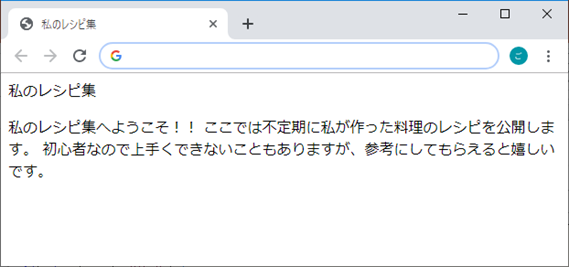 私のレシピ集
ご
私のレシピ集
私のレシピ集へようこそ！！ ここでは不定期に私が作った料理のレシピを公開しま
す。 初心者なので上手くできないこともありますが、参考にしてもらえると嬉しい
です。